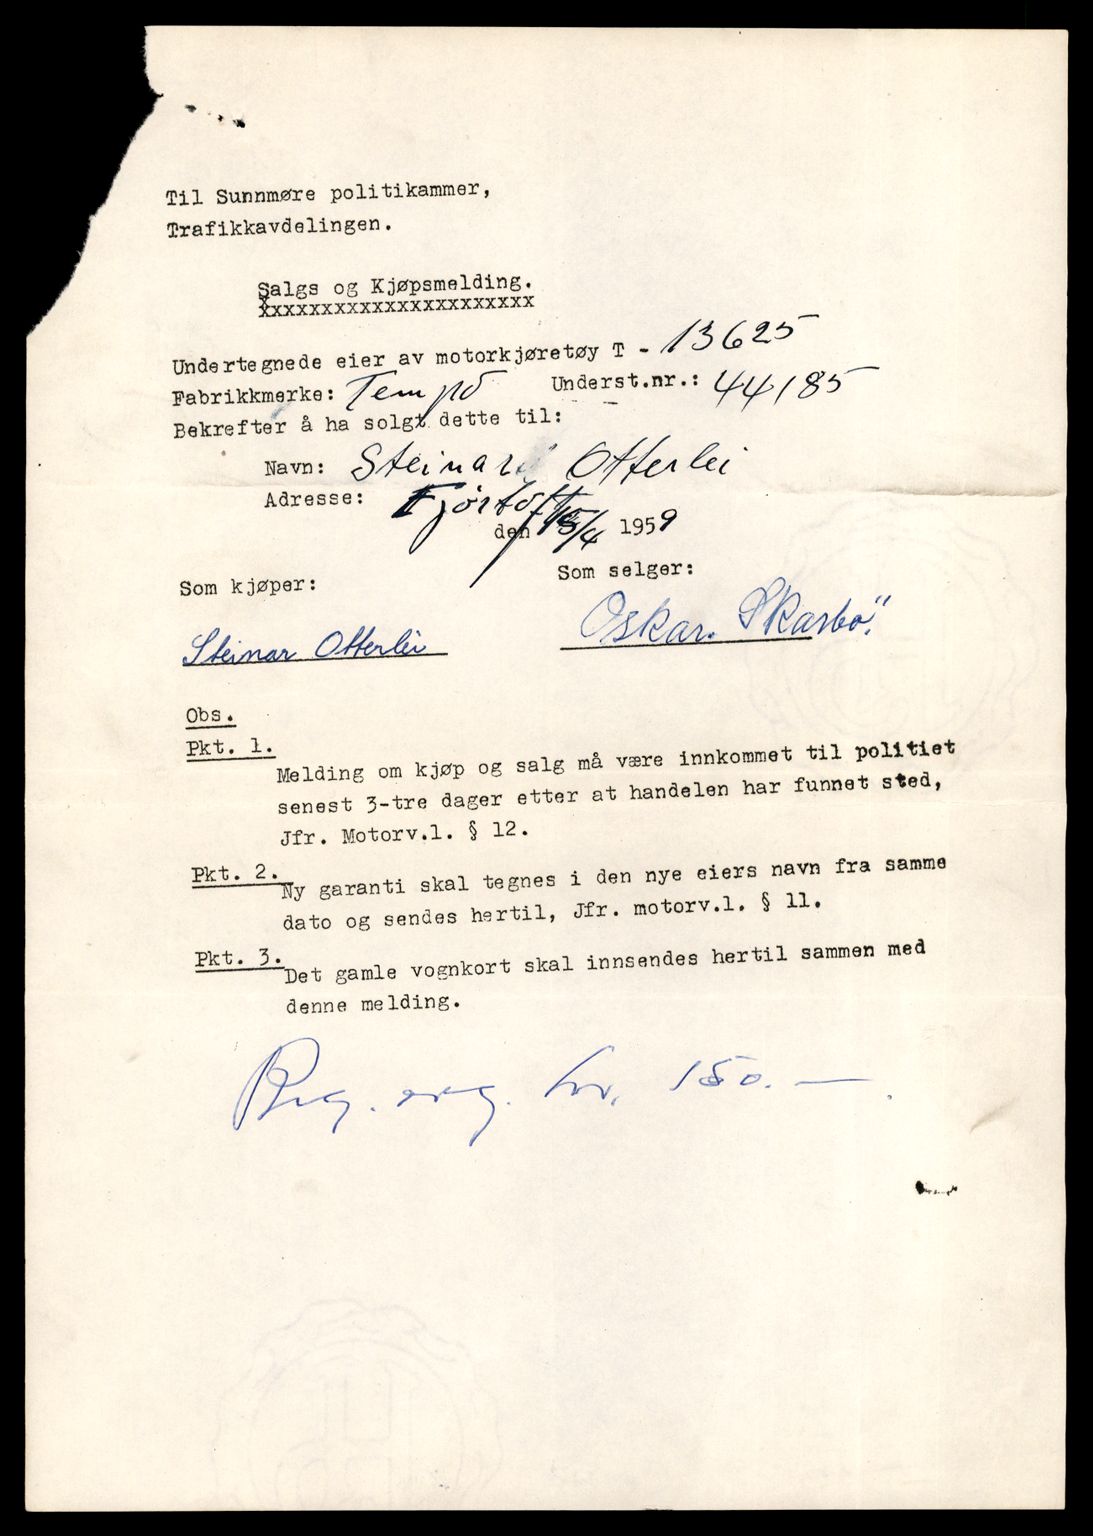 Til Sunnmøre politikammer,
Trafikkavdelingen.
Salgs og Kjøpsmelding.
xxxxxxxxxxxxxxxxxxxxxx
Undertegnede eier av motorkjøretøy T - 13625
Fabrikkmerke: Tempo Underst.nr.: 44185
Bekrefter å ha solgt dette til:
Navn: Steinar Otterlei
Adresse: Fjørtoft
den 15/4 1959
Som kjøper: Som selger:
Steinar Otterlei Oskar. Skarbö.
Obs.
Pkt. 1.
Melding om kjøp og salg må være innkommet til politiet
senest 3-tre dager etter at handelen har funnet sted,
Jfr. Motorv.l. § 12.
Pkt. 2.
Ny garanti skal tegnes i den nye eiers navn fra samme
dato og sendes hertil, Jfr. motorv.l. § 11.
Pkt. 3.
Det gamle vognkort skal innsendes hertil sammen med
denne melding.
kr. 150.—